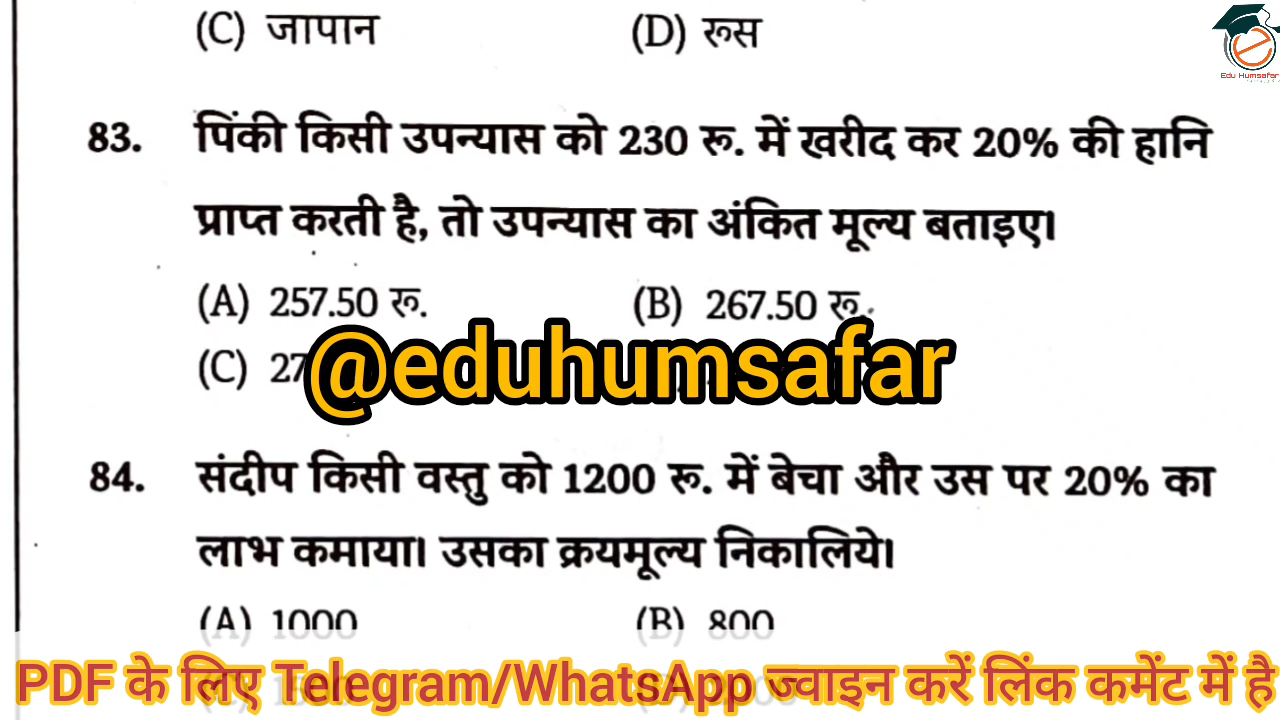 (C) जापान (D) रूस
Edu Humsafar
83. पिंकी किसी उपन्यास को 230 रू. में खरीद कर 20% की हानि
प्राप्त करती है, तो उपन्यास का अंकित मूल्य बताइए।
(A) 257.50 रू. (B) 267.50 रू.
(C) 27
@eduhumsafar
84. संदीप किसी वस्तु को 1200 रू. में बेचा और उस पर 20% का
लाभ कमाया। उसका क्रयमूल्य निकालिये।
(A) 1000 (B) 800
PDF के लिए Telegram/WhatsApp ज्वाइन करें लिंक कमेंट में है